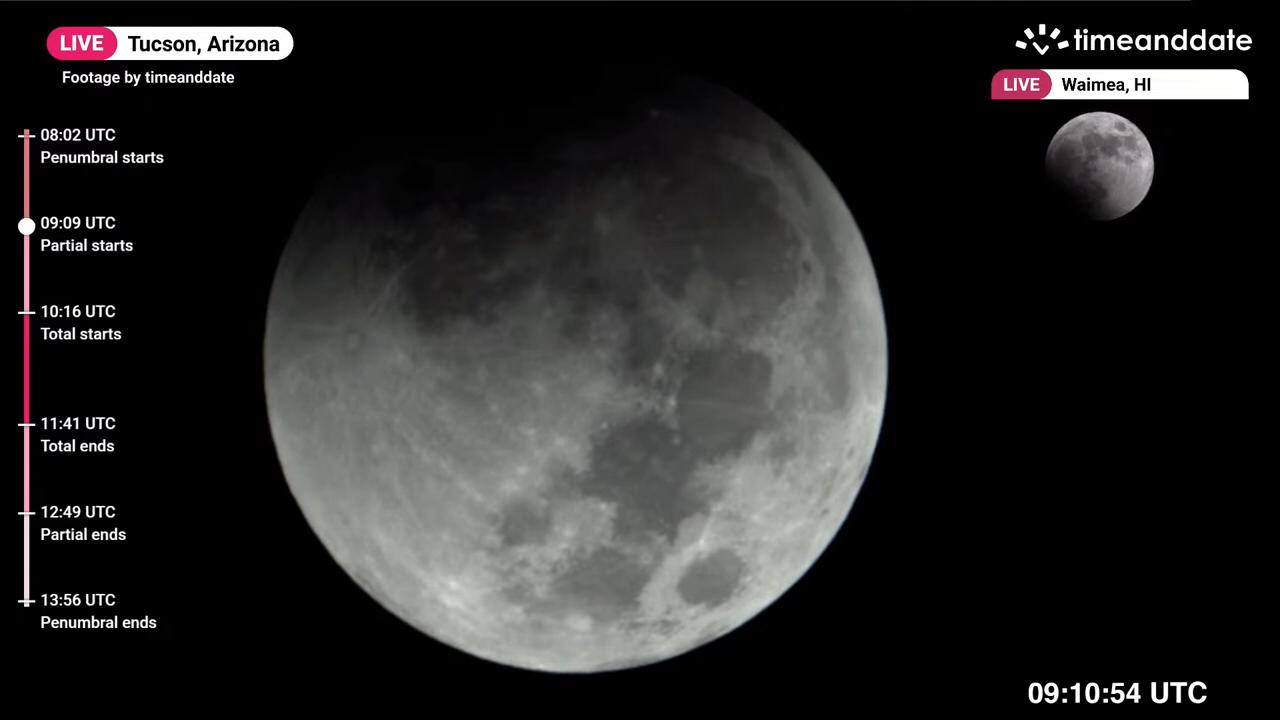 LIVE Tucson, Arizona
Footage by timeanddate
timeanddate
LIVE Waimea, HI
08:02 UTC
Penumbral starts
09:09 UTC
Partial starts
10:16 UTC
Total starts
11:41 UTC
Total ends
12:49 UTC
Partial ends
13:56 UTC
Penumbral ends
09:10:54 UTC